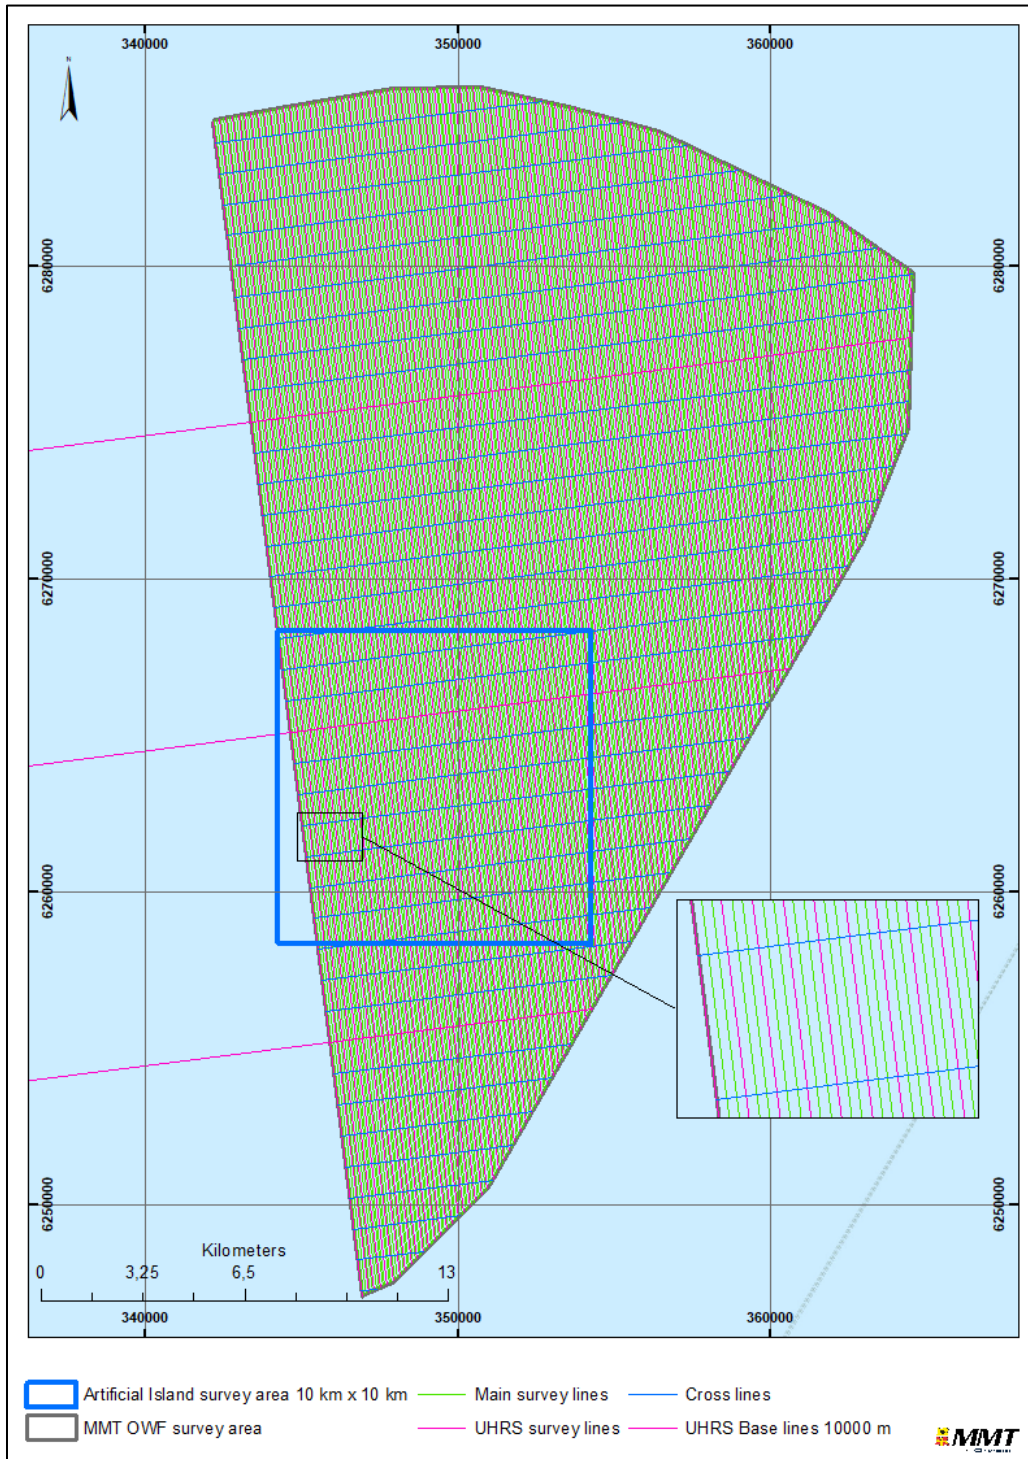 340000 350000 360000
N
6280000 6280000
6270000 6270000
6260000 6260000
6250000 6250000
Kilometers
0 3,25 6,5 13
340000 350000 360000
Artificial Island survey area 10 km x 10 km Main survey lines Cross lines
MMT OWF survey area UHRS survey lines UHRS Base lines 10000 m
MMT